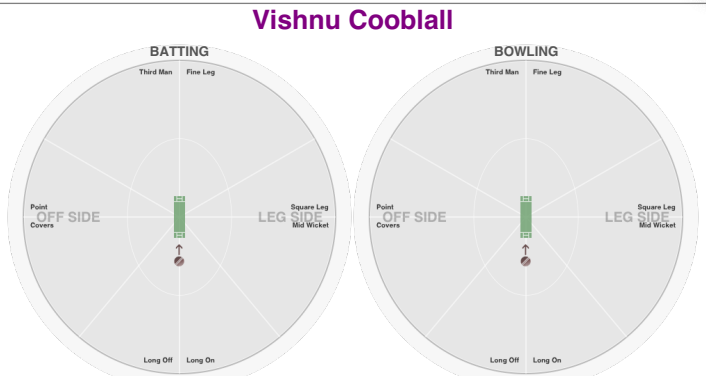 Vishnu Cooblall
BATTING
Third Man Fine Leg
Point
OFF SIDE
Covers
Square Leg
LEG SIDE
Mid Wicket
Long Off Long On
BOWLING
Third Man Fine Leg
Point
OFF SIDE
Covers
Square Leg
LEG SIDE
Mid Wicket
Long Off Long On